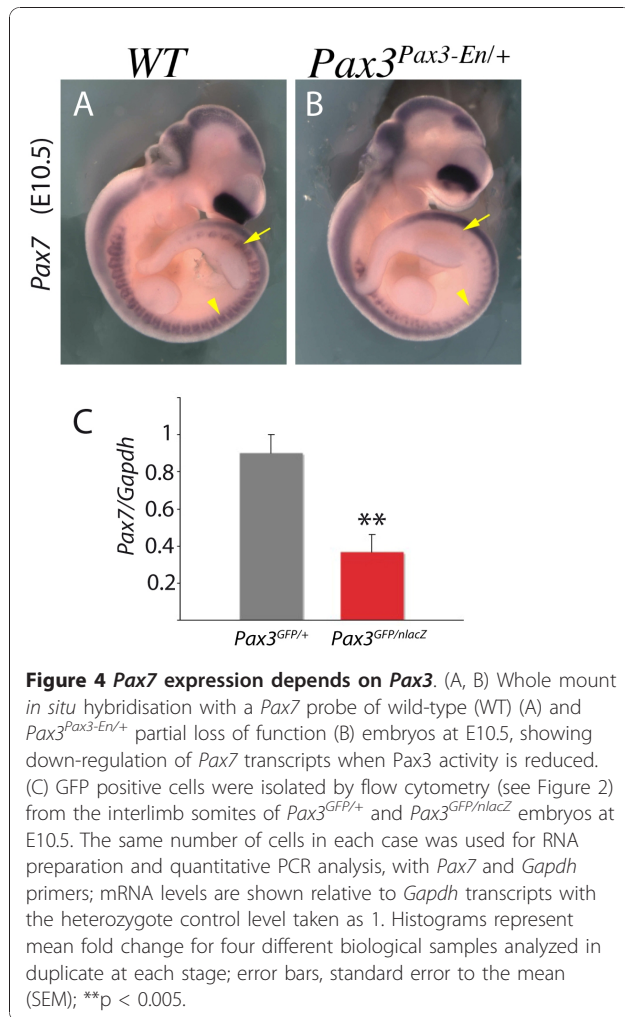 WT Pax3Pax3-En/+
A B
Pax7 (E10.5)
C
Pax7/Gapdh
1
0.8
0.6
0.4
0.2
**
Pax3GFP/+ Pax3GFP/nlacZ
Figure 4 Pax7 expression depends on Pax3. (A, B) Whole mount
in situ hybridisation with a Pax7 probe of wild-type (WT) (A) and
Pax3Pax3-En/+ partial loss of function (B) embryos at E10.5, showing
down-regulation of Pax7 transcripts when Pax3 activity is reduced.
(C) GFP positive cells were isolated by flow cytometry (see Figure 2)
from the interlimb somites of Pax3GFP/+ and Pax3GFP/nlacZ embryos at
E10.5. The same number of cells in each case was used for RNA
preparation and quantitative PCR analysis, with Pax7 and Gapdh
primers; mRNA levels are shown relative to Gapdh transcripts with
the heterozygote control level taken as 1. Histograms represent
mean fold change for four different biological samples analyzed in
duplicate at each stage; error bars, standard error to the mean
(SEM); **p < 0.005.